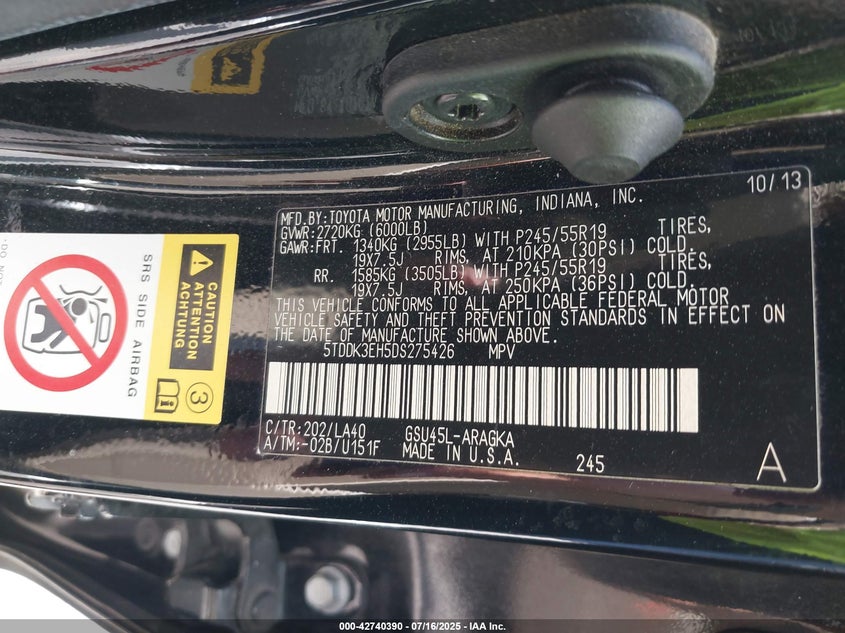 10/13
MFD.BY:TOYOTA MOTOR MANUFACTURING, INDIANA, INC.
GVWR:2720KG (6000LB)
GAWR:FRT. 1340KG (2955LB) WITH P245/55R19 TIRES,
19X7.5J RIMS, AT 210KPA (30PSI) COLD.
RR. 1585KG (3505LB) WITH P245/55R19 TIRES,
19X7.5J RIMS, AT 250KPA (36PSI) COLD.
THIS VEHICLE CONFORMS TO ALL APPLICABLE FEDERAL MOTOR
VEHICLE SAFETY AND THEFT PREVENTION STANDARDS IN EFFECT ON
THE DATE OF MANUFACTURE SHOWN ABOVE.
5TDDK3EH5DS275426 MPV
C/TR:202/LA40 GSU45L-ARAGKA
A/TM:-02B/U151F MADE IN U.S.A. 245 A
CAUTION
ATTENTION
ACHTUNG
3
SRS SIDE AIRBAG
DO NOT
000-42740390 - 07/16/2025 - IAA Inc.